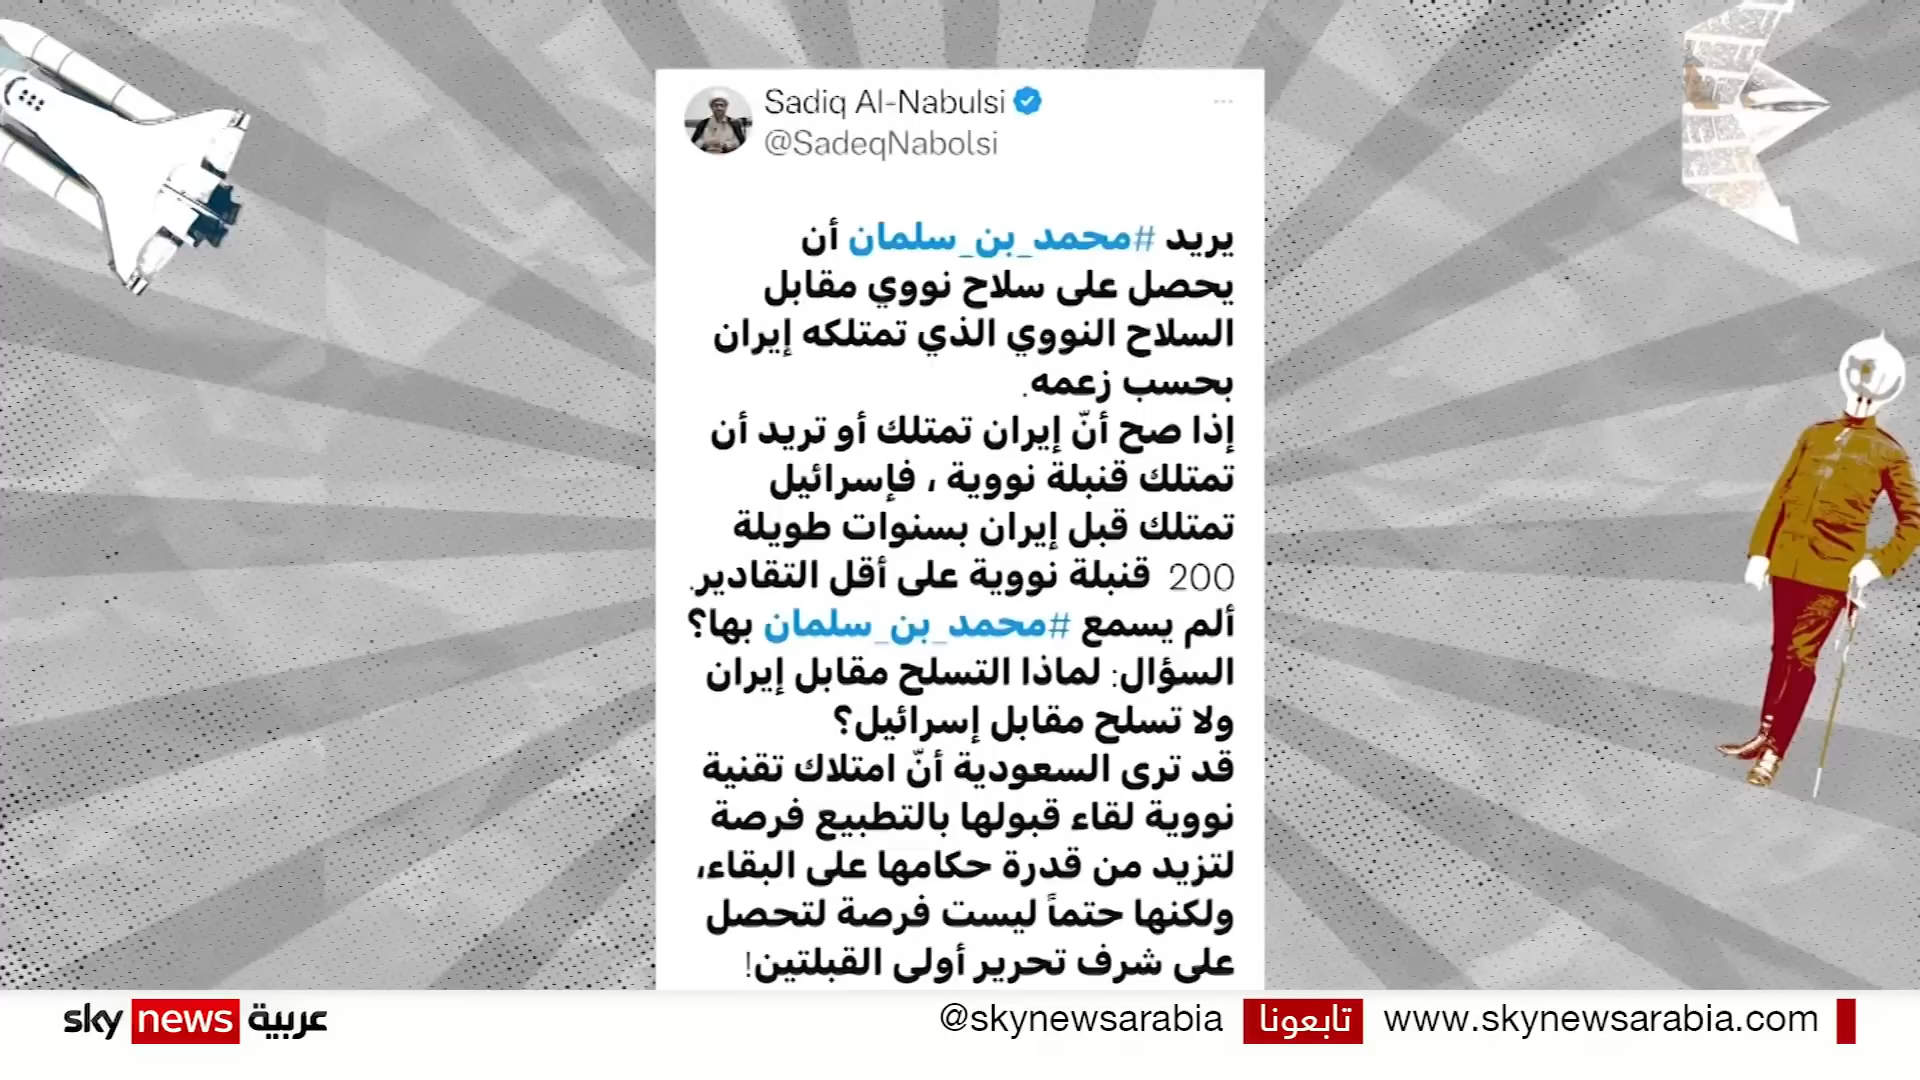 Sadiq Al-Nabulsi
@SadeqNabolsi
يريد #محمد_بن_سلمان أن
يحصل على سلاح نووي مقابل
السلاح النووي الذي تمتلكه إيران
بحسب زعمه.
إذا صح أنّ إيران تمتلك أو تريد أن
تمتلك قنبلة نووية ، فإسرائيل
تمتلك قبل إيران بسنوات طويلة
200 قنبلة نووية على أقل التقادير.
ألم يسمع #محمد_بن_سلمان بها؟
السؤال: لماذا التسلح مقابل إيران
ولا تسلح مقابل إسرائيل؟
قد ترى السعودية أنّ امتلاك تقنية
نووية لقاء قبولها بالتطبيع فرصة
لتزيد من قدرة حكامها على البقاء،
ولكنها حتماً ليست فرصة لتحصل
على شرف تحرير أولى القبلتين!
sky news عربية
@skynewsarabia تابعونا www.skynewsarabia.com